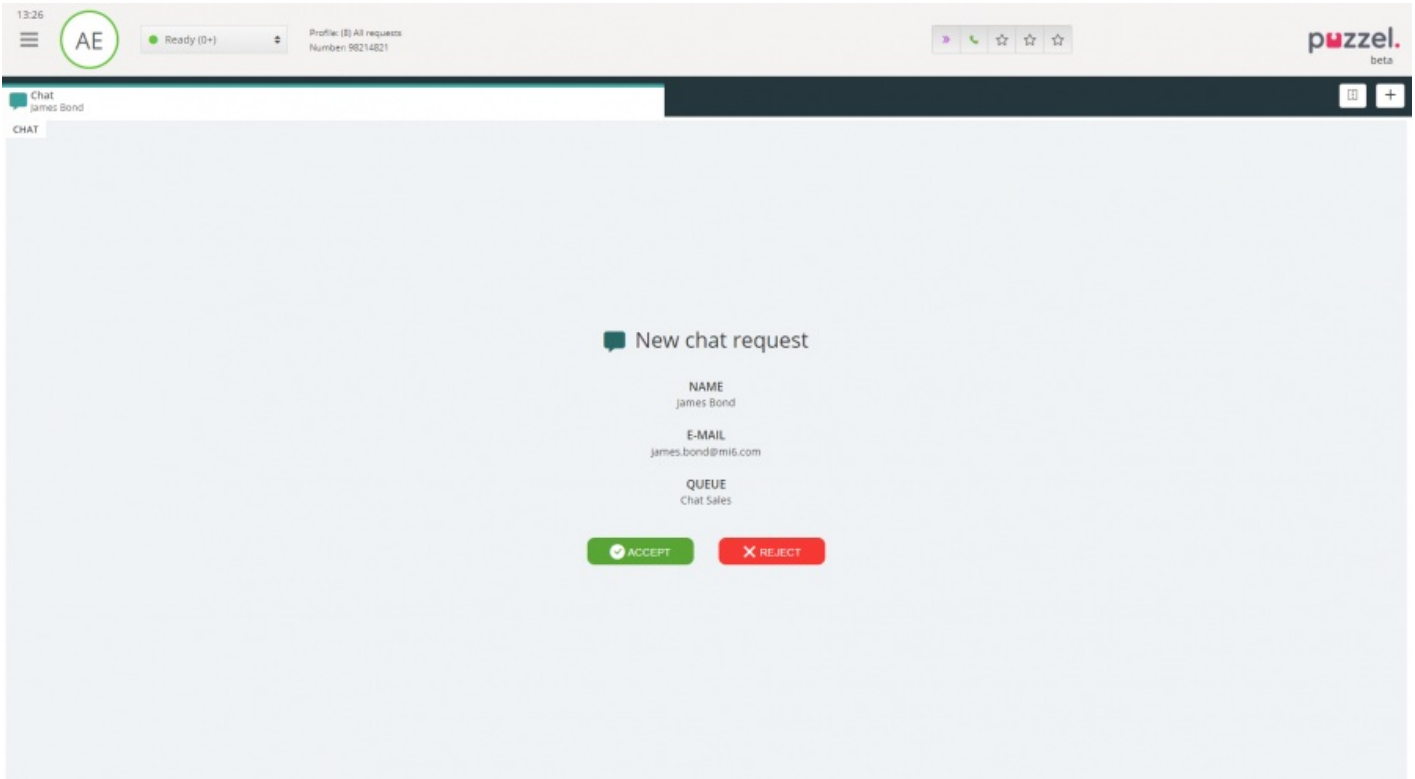 13:26
AE
Ready (0+)
Profile: (8) All requests
Number: 98214821
puzzel.
beta
Chat
James Bond
CHAT
New chat request
NAME
James Bond
E-MAIL
james.bond@mi6.com
QUEUE
Chat Sales
ACCEPT
REJECT